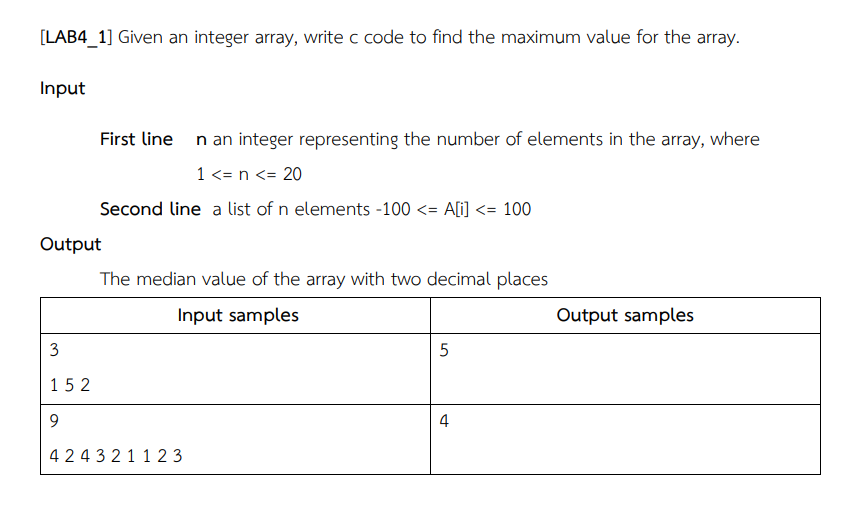 [LAB4_1] Given an integer array, write c code to find the maximum value for the array.
Input
First line n an integer representing the number of elements in the array, where
1 <= n <= 20
Second line a list of n elements -100 <= A[i] <= 100
Output
The median value of the array with two decimal places
Input samples Output samples
3 5
1 5 2
9 4
4 2 4 3 2 1 1 2 3